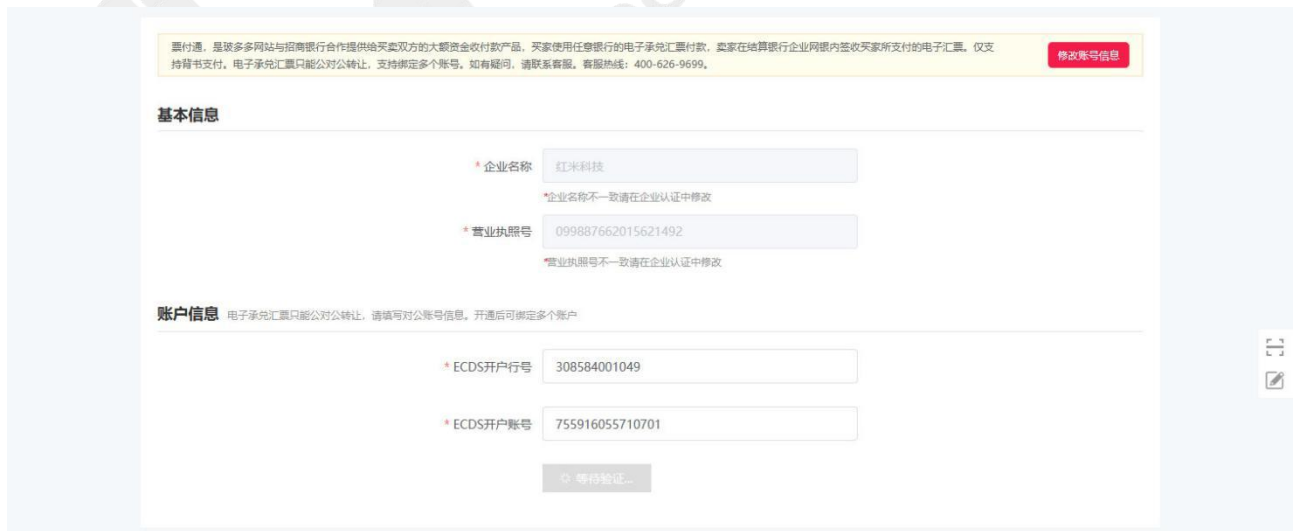 票付通，是玻多多网站与招商银行合作提供给买卖双方的大额资金收付款产品，买家使用任意银行的电子承兑汇票付款，卖家在结算银行企业网银内签收买家所支付的电子汇票。仅支
持背书支付。电子承兑汇票只能公对公转让，支持绑定多个账号。如有疑问，请联系客服。客服热线：400-626-9699。
修改账号信息
基本信息
* 企业名称 红米科技
*企业名称不一致请在企业认证中修改
* 营业执照号 099887662015621492
*营业执照号不一致请在企业认证中修改
账户信息 电子承兑汇票只能公对公转让，请填写对公账号信息。开通后可绑定多个账户
* ECDS开户行号 308584001049
* ECDS开户账号 755916055710701
等待验证...